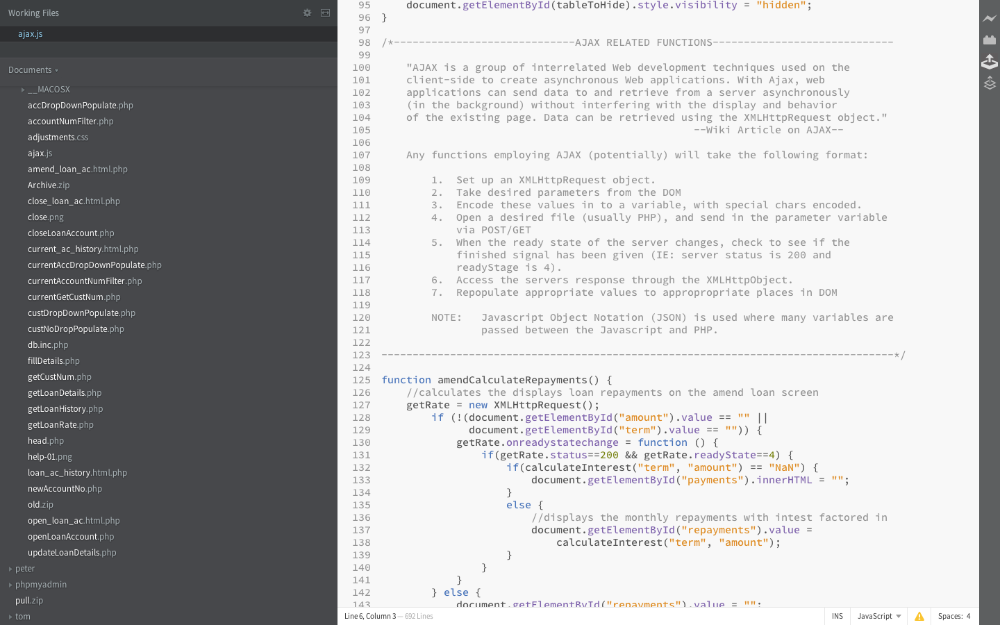 Working Files
ajax.js
Documents
__MACOSX
accDropDownPopulate.php
accountNumFilter.php
adjustments.css
ajax.js
amend_loan_ac.html.php
Archive.zip
close_loan_ac.html.php
close.png
closeLoanAccount.php
current_ac_history.html.php
currentAccDropDownPopulate.php
currentAccountNumFilter.php
currentGetCustNum.php
custDropDownPopulate.php
custNoDropPopulate.php
db.inc.php
fillDetails.php
getCustNum.php
getLoanDetails.php
getLoanHistory.php
getLoanRate.php
head.php
help-01.png
loan_ac_history.html.php
newAccountNo.php
old.zip
open_loan_ac.html.php
openLoanAccount.php
updateLoanDetails.php
peter
phpmyadmin
pull.zip
tom
95     document.getElementById(tableToHide).style.visibility = "hidden";
96 }
97
98 /*-----------------------------AJAX RELATED FUNCTIONS-----------------------------
99
100     "AJAX is a group of interrelated Web development techniques used on the
101     client-side to create asynchronous Web applications. With Ajax, web
102     applications can send data to and retrieve from a server asynchronously
103     (in the background) without interfering with the display and behavior
104     of the existing page. Data can be retrieved using the XMLHttpRequest object."
105                                                   --Wiki Article on AJAX--
106
107     Any functions employing AJAX (potentially) will take the following format:
108
109         1.  Set up an XMLHttpRequest object.
110         2.  Take desired parameters from the DOM
111         3.  Encode these values in to a variable, with special chars encoded.
112         4.  Open a desired file (usually PHP), and send in the parameter variable
113             via POST/GET
114         5.  When the ready state of the server changes, check to see if the
115             finished signal has been given (IE: server status is 200 and
116             readyStage is 4).
117         6.  Access the servers response through the XMLHttpObject.
118         7.  Repopulate appropriate values to appropropriate places in DOM
119
120         NOTE:   Javascript Object Notation (JSON) is used where many variables are
121                 passed between the Javascript and PHP.
122
123 ----------------------------------------------------------------------------------*/
124
125 function amendCalculateRepayments() {
126     //calculates the displays loan repayments on the amend loan screen
127     getRate = new XMLHttpRequest();
128         if (!(document.getElementById("amount").value == "" ||
129               document.getElementById("term").value == "")) {
130             getRate.onreadystatechange = function () {
131                 if(getRate.status==200 && getRate.readyState==4) {
132                     if(calculateInterest("term", "amount") == "NaN") {
133                         document.getElementById("payments").innerHTML = "";
134                     }
135                     else {
136                         //displays the monthly repayments with intest factored in
137                         document.getElementById("repayments").value =
138                             calculateInterest("term", "amount");
139                     }
140                 }
141             }
142         } else {
143             document.getElementById("repayments").value = "";
Line 6, Column 3 — 692 Lines
INS
JavaScript
Spaces: 4